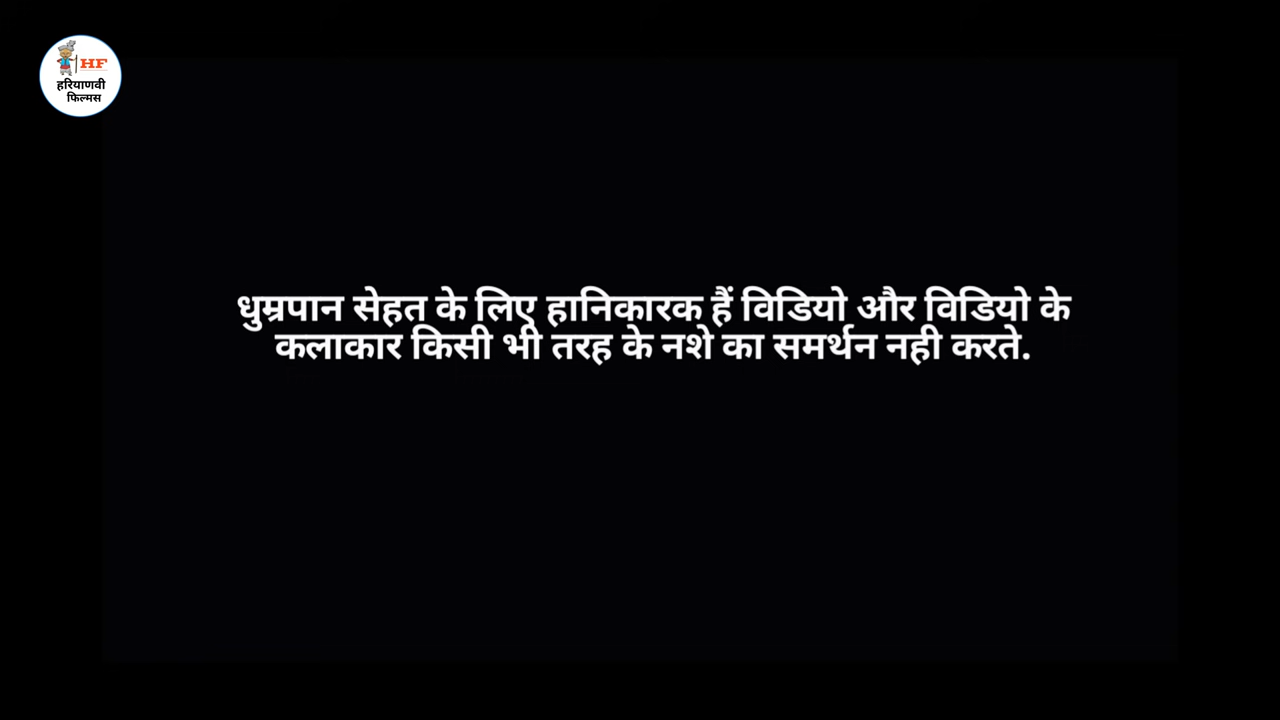 HF
हरियाणवी
फिल्मस
धुम्रपान सेहत के लिए हानिकारक हैं विडियो और विडियो के
कलाकार किसी भी तरह के नशे का समर्थन नही करते.